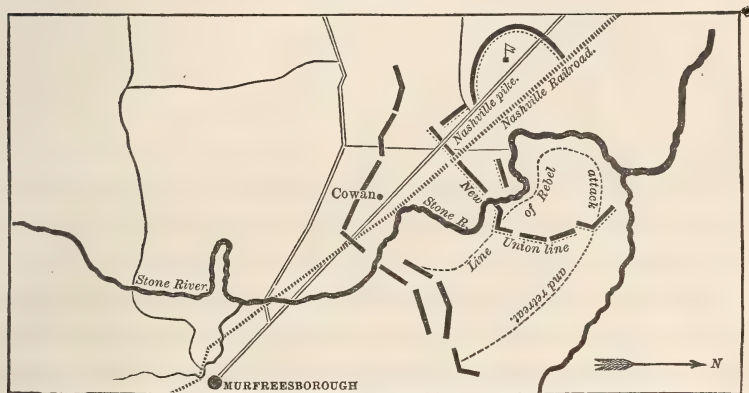 Nashville pike.
Nashville Railroad.
Cowan
New Union line
Stone R.
Line of Rebel attack and retreat.
Stone River.
N
MURFREESBOROUGH